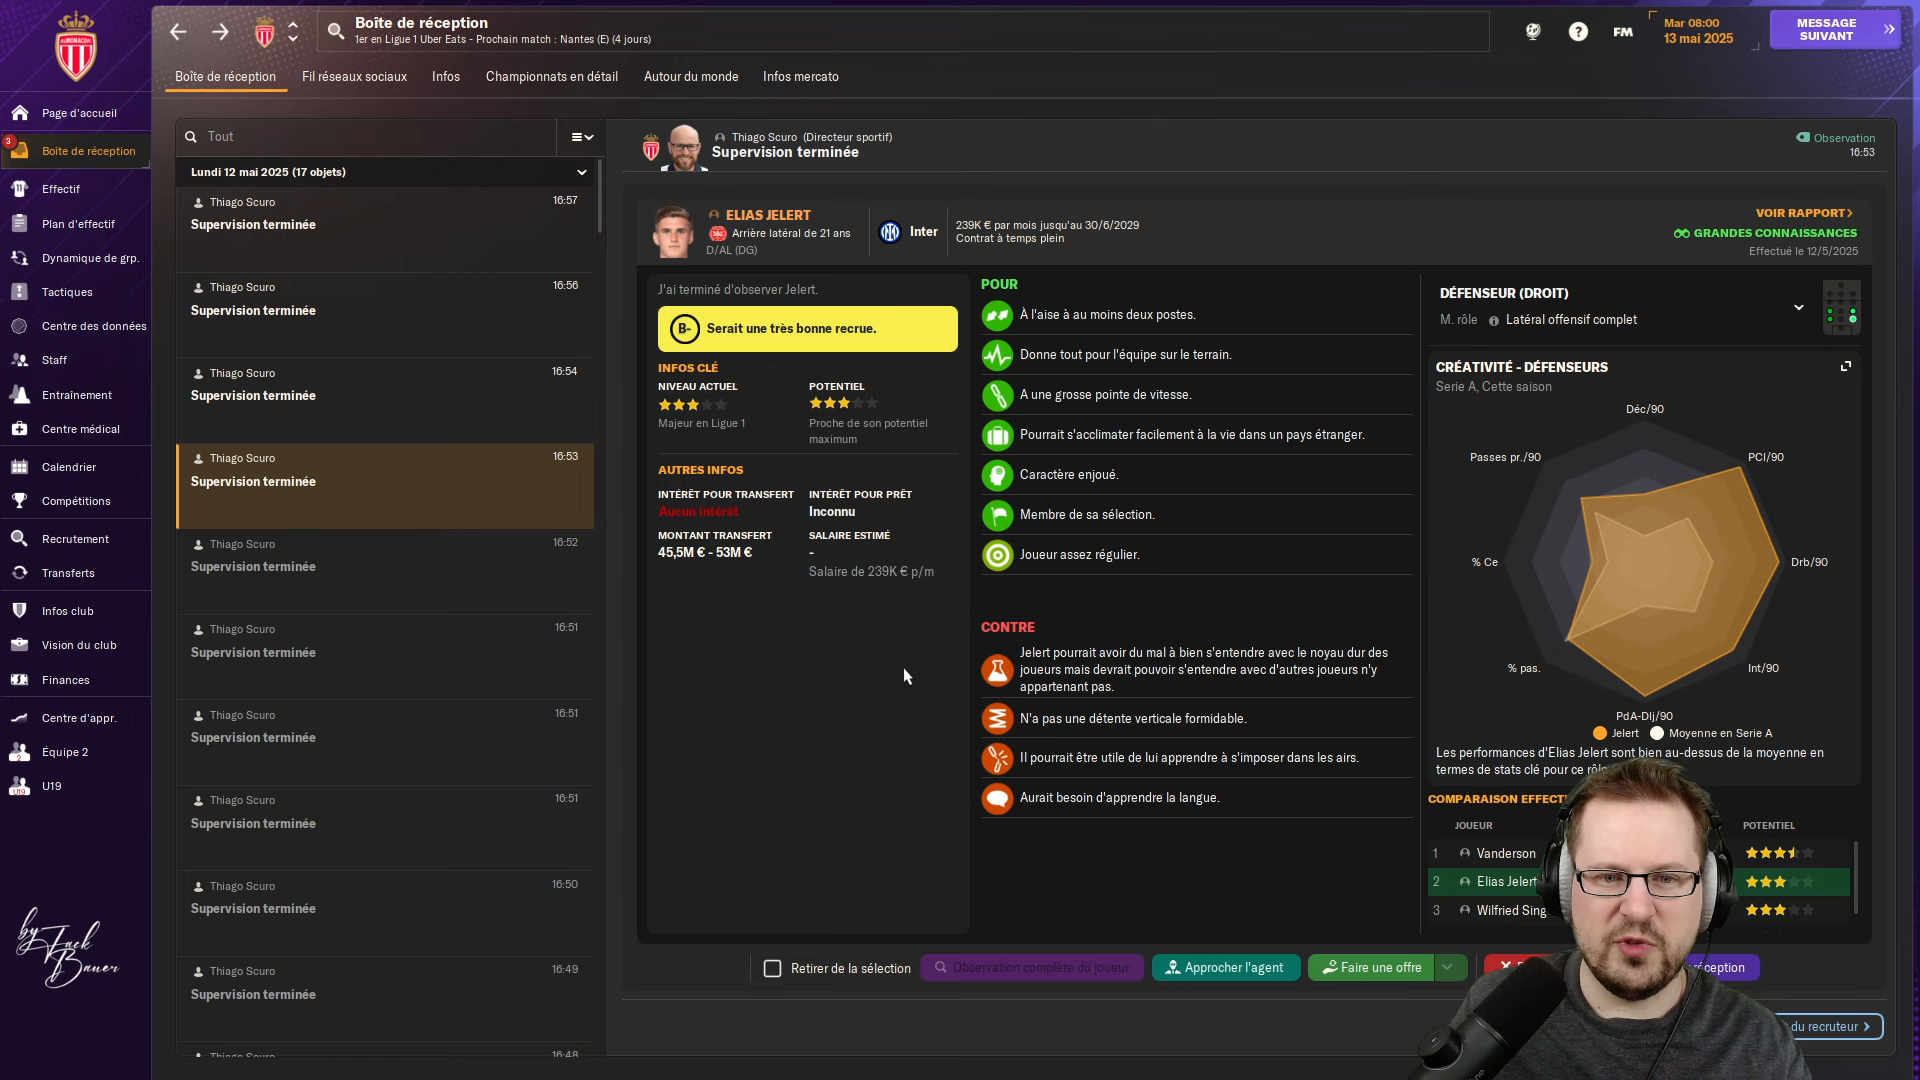 Boîte de réception
1er en Ligue 1 Uber Eats - Prochain match : Nantes (E) (4 jours)
FM
Mar 08:00
13 mai 2025
MESSAGE
SUIVANT
Boîte de réception
Fil réseaux sociaux
Infos
Championnats en détail
Autour du monde
Infos mercato
Page d'accueil
3
Boîte de réception
Effectif
Plan d'effectif
Dynamique de grp.
Tactiques
Centre des données
Staff
Entraînement
Centre médical
Calendrier
Compétitions
Recrutement
Transferts
Infos club
Vision du club
Finances
Centre d'appr.
Équipe 2
U19
by Jack Bauer
Tout
Lundi 12 mai 2025 (17 objets)
Thiago Scuro 16:57
Supervision terminée
Thiago Scuro 16:56
Supervision terminée
Thiago Scuro 16:54
Supervision terminée
Thiago Scuro 16:53
Supervision terminée
Thiago Scuro 16:52
Supervision terminée
Thiago Scuro 16:51
Supervision terminée
Thiago Scuro 16:51
Supervision terminée
Thiago Scuro 16:51
Supervision terminée
Thiago Scuro 16:50
Supervision terminée
Thiago Scuro 16:49
Supervision terminée
Thiago Scuro 16:48
Thiago Scuro (Directeur sportif)
Supervision terminée
Observation
16:53
ELIAS JELERT
Arrière latéral de 21 ans
D/AL (DG)
Inter
239K € par mois jusqu'au 30/6/2029
Contrat à temps plein
VOIR RAPPORT
GRANDES CONNAISSANCES
Effectué le 12/5/2025
J'ai terminé d'observer Jelert.
B- Serait une très bonne recrue.
INFOS CLÉ
NIVEAU ACTUEL
Majeur en Ligue 1
POTENTIEL
Proche de son potentiel
maximum
AUTRES INFOS
INTÉRÊT POUR TRANSFERT
Aucun intérêt
INTÉRÊT POUR PRÊT
Inconnu
MONTANT TRANSFERT
45,5M € - 53M €
SALAIRE ESTIMÉ
-
Salaire de 239K € p/m
POUR
À l'aise à au moins deux postes.
Donne tout pour l'équipe sur le terrain.
A une grosse pointe de vitesse.
Pourrait s'acclimater facilement à la vie dans un pays étranger.
Caractère enjoué.
Membre de sa sélection.
Joueur assez régulier.
CONTRE
Jelert pourrait avoir du mal à bien s'entendre avec le noyau dur des
joueurs mais devrait pouvoir s'entendre avec d'autres joueurs n'y
appartenant pas.
N'a pas une détente verticale formidable.
Il pourrait être utile de lui apprendre à s'imposer dans les airs.
Aurait besoin d'apprendre la langue.
DÉFENSEUR (DROIT)
M. rôle Latéral offensif complet
CRÉATIVITÉ - DÉFENSEURS
Serie A, Cette saison
Déc/90
PCl/90
Drb/90
Int/90
PdA-DIj/90
% pas.
% Ce
Passes pr./90
Jelert
Moyenne en Serie A
Les performances d'Elias Jelert sont bien au-dessus de la moyenne en
termes de stats clé pour ce
COMPARAISON
JOUEUR
POTENTIEL
1 Vanderson
2 Elias Jelert
3 Wilfried
Retirer de la sélection
Observation complète du joueur
Approcher l'agent
Faire une offre
du recruteur